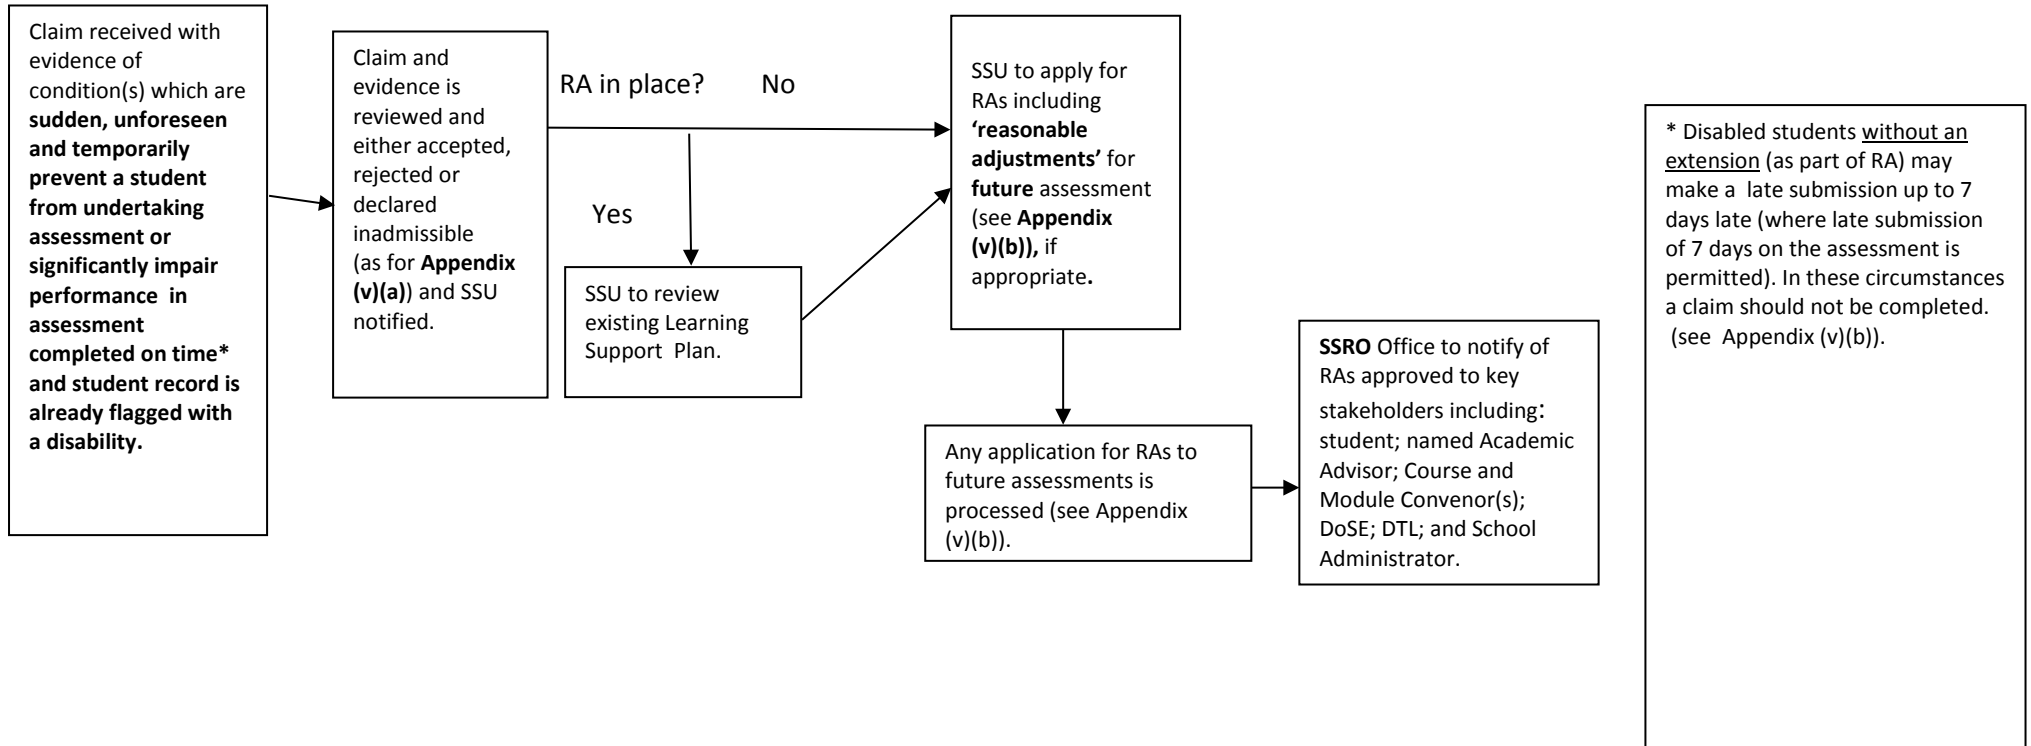 Claim received with
evidence of
condition(s) which are
sudden, unforeseen
and temporarily
prevent a student
from undertaking
assessment or
significantly impair
performance in
assessment
completed on time*
and student record is
already flagged with
a disability.
Claim and
evidence is
reviewed and
either accepted,
rejected or
declared
inadmissible
(as for Appendix
(v)(a)) and SSU
notified.
RA in place? No
Yes
SSU to review
existing Learning
Support Plan.
SSU to apply for
RAs including
‘reasonable
adjustments’ for
future assessment
(see Appendix
(v)(b)), if
appropriate.
Any application for RAs to
future assessments is
processed (see Appendix
(v)(b)).
SSRO Office to notify of
RAs approved to key
stakeholders including:
student; named Academic
Advisor; Course and
Module Convenor(s);
DoSE; DTL; and School
Administrator.
* Disabled students without an
extension (as part of RA) may
make a late submission up to 7
days late (where late submission
of 7 days on the assessment is
permitted). In these circumstances
a claim should not be completed.
(see Appendix (v)(b)).